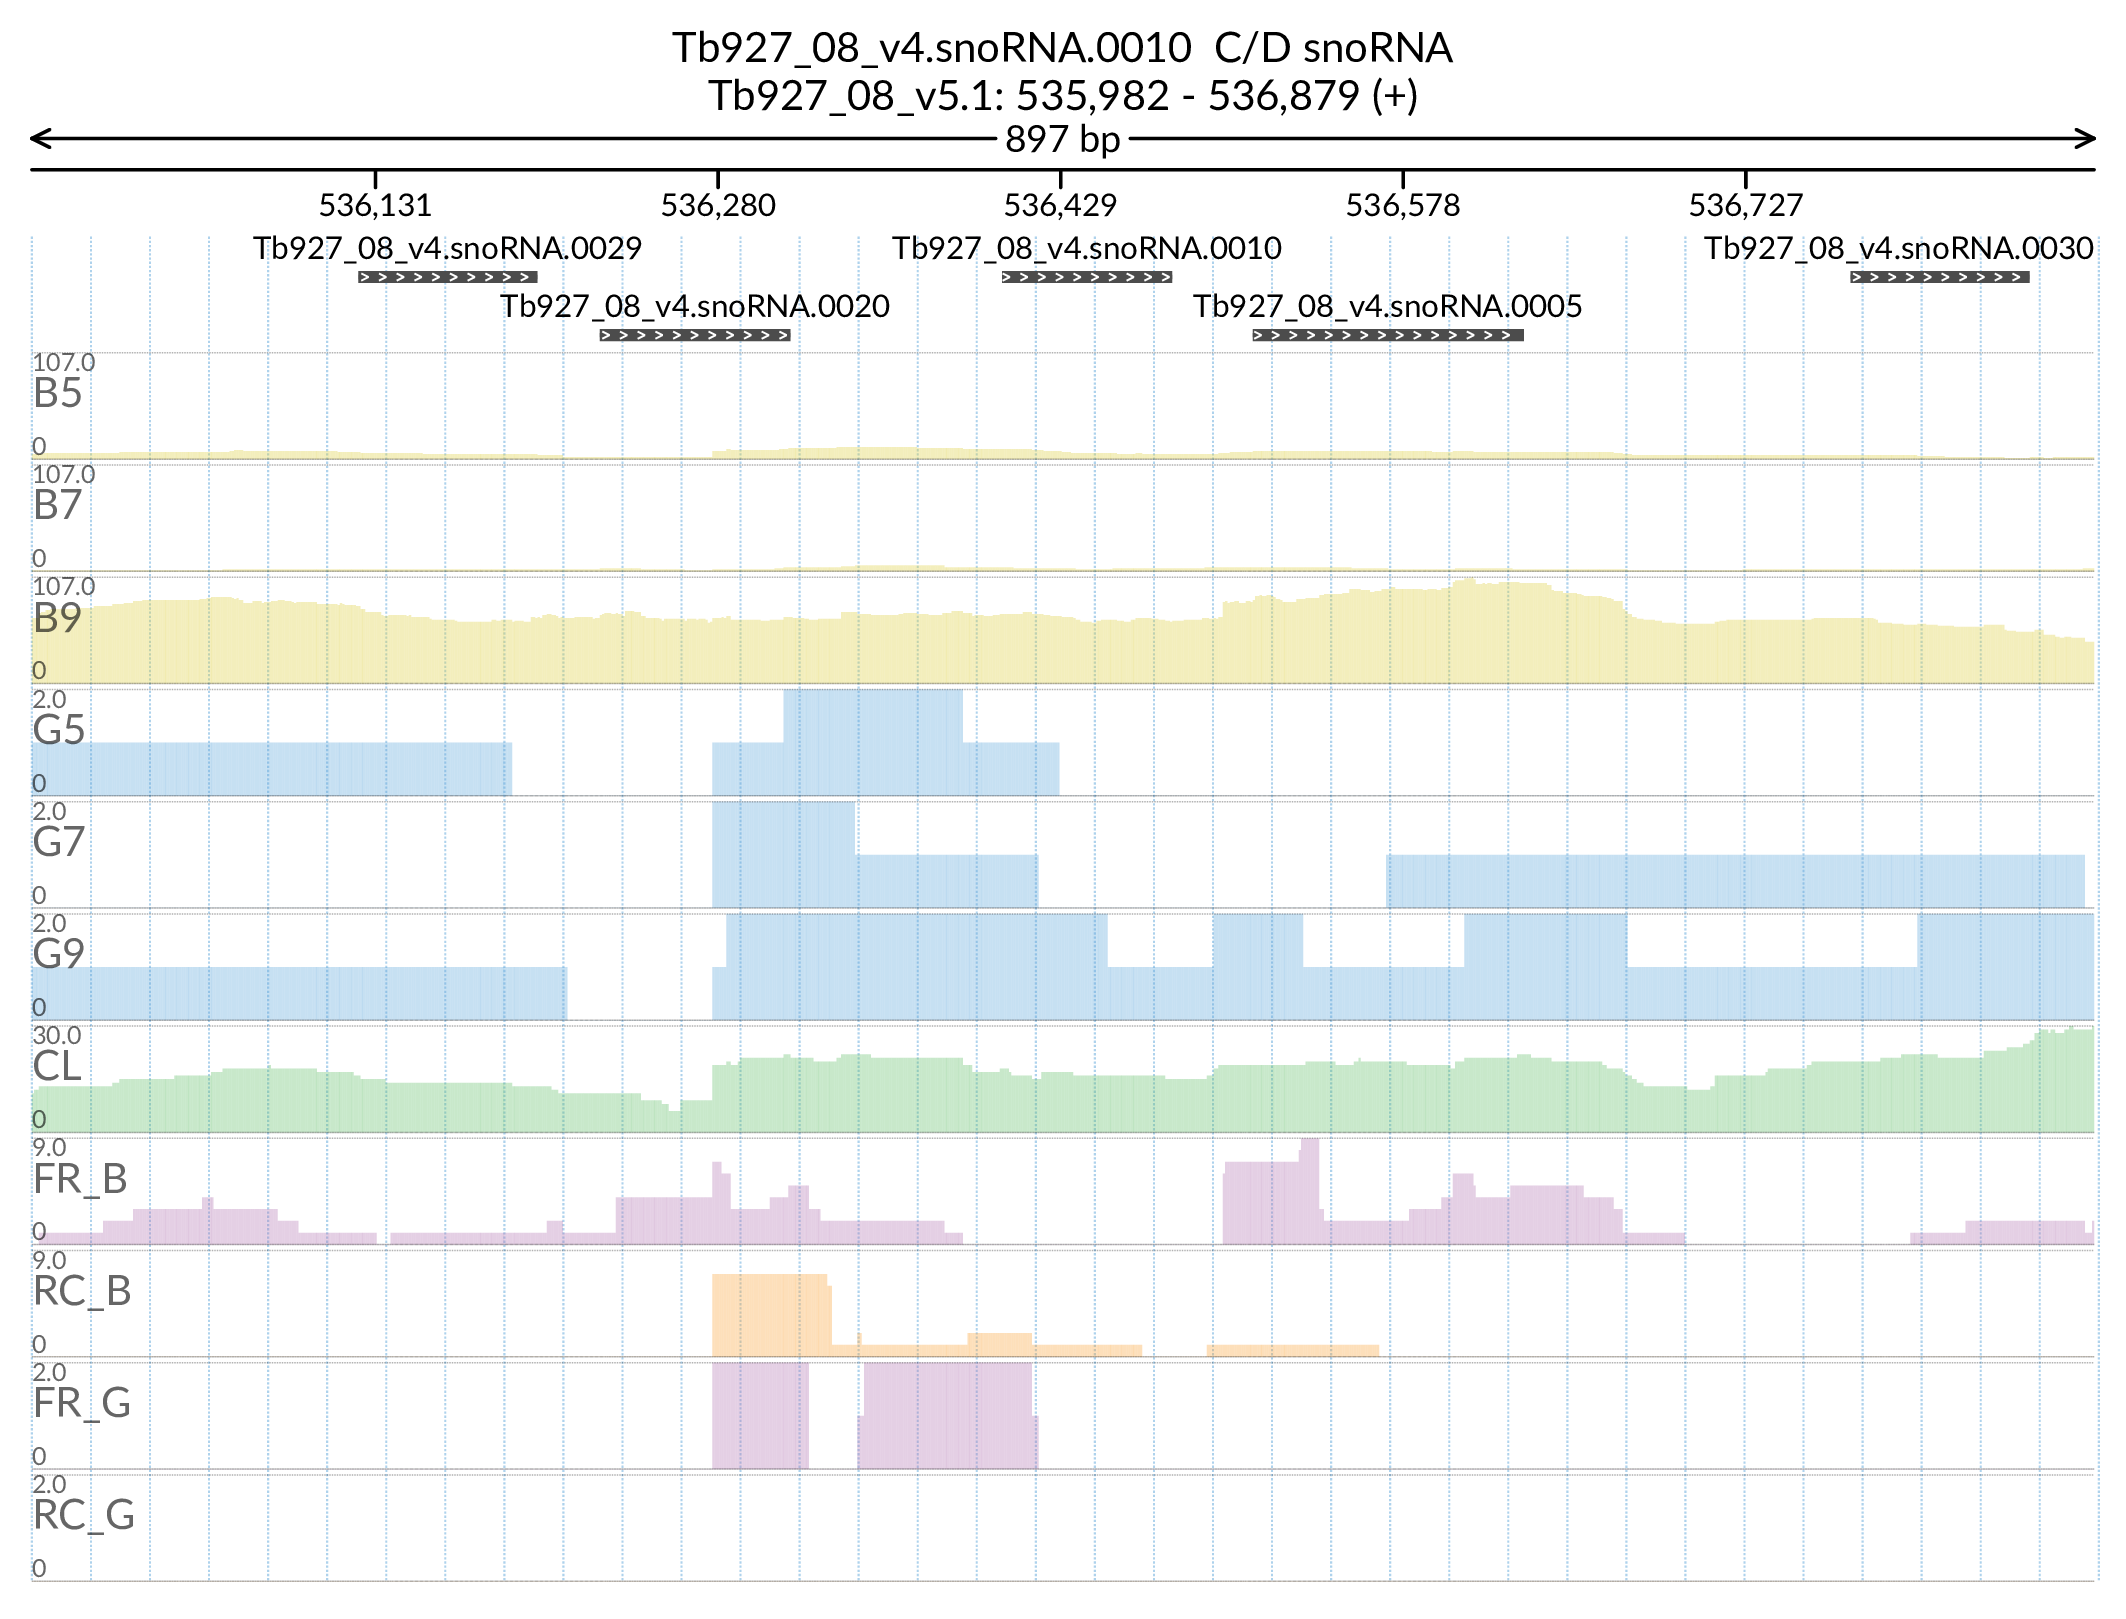 Tb927_08_v4.snoRNA.0010  C/D snoRNA
Tb927_08_v5.1: 535,982 - 536,879 (+)
897 bp
536,131 536,280 536,429 536,578 536,727
Tb927_08_v4.snoRNA.0029 Tb927_08_v4.snoRNA.0010 Tb927_08_v4.snoRNA.0030
Tb927_08_v4.snoRNA.0020 Tb927_08_v4.snoRNA.0005
107.0
B5
0
107.0
B7
0
107.0
B9
0
2.0
G5
0
2.0
G7
0
2.0
G9
0
30.0
CL
0
9.0
FR_B
0
9.0
RC_B
0
2.0
FR_G
0
2.0
RC_G
0